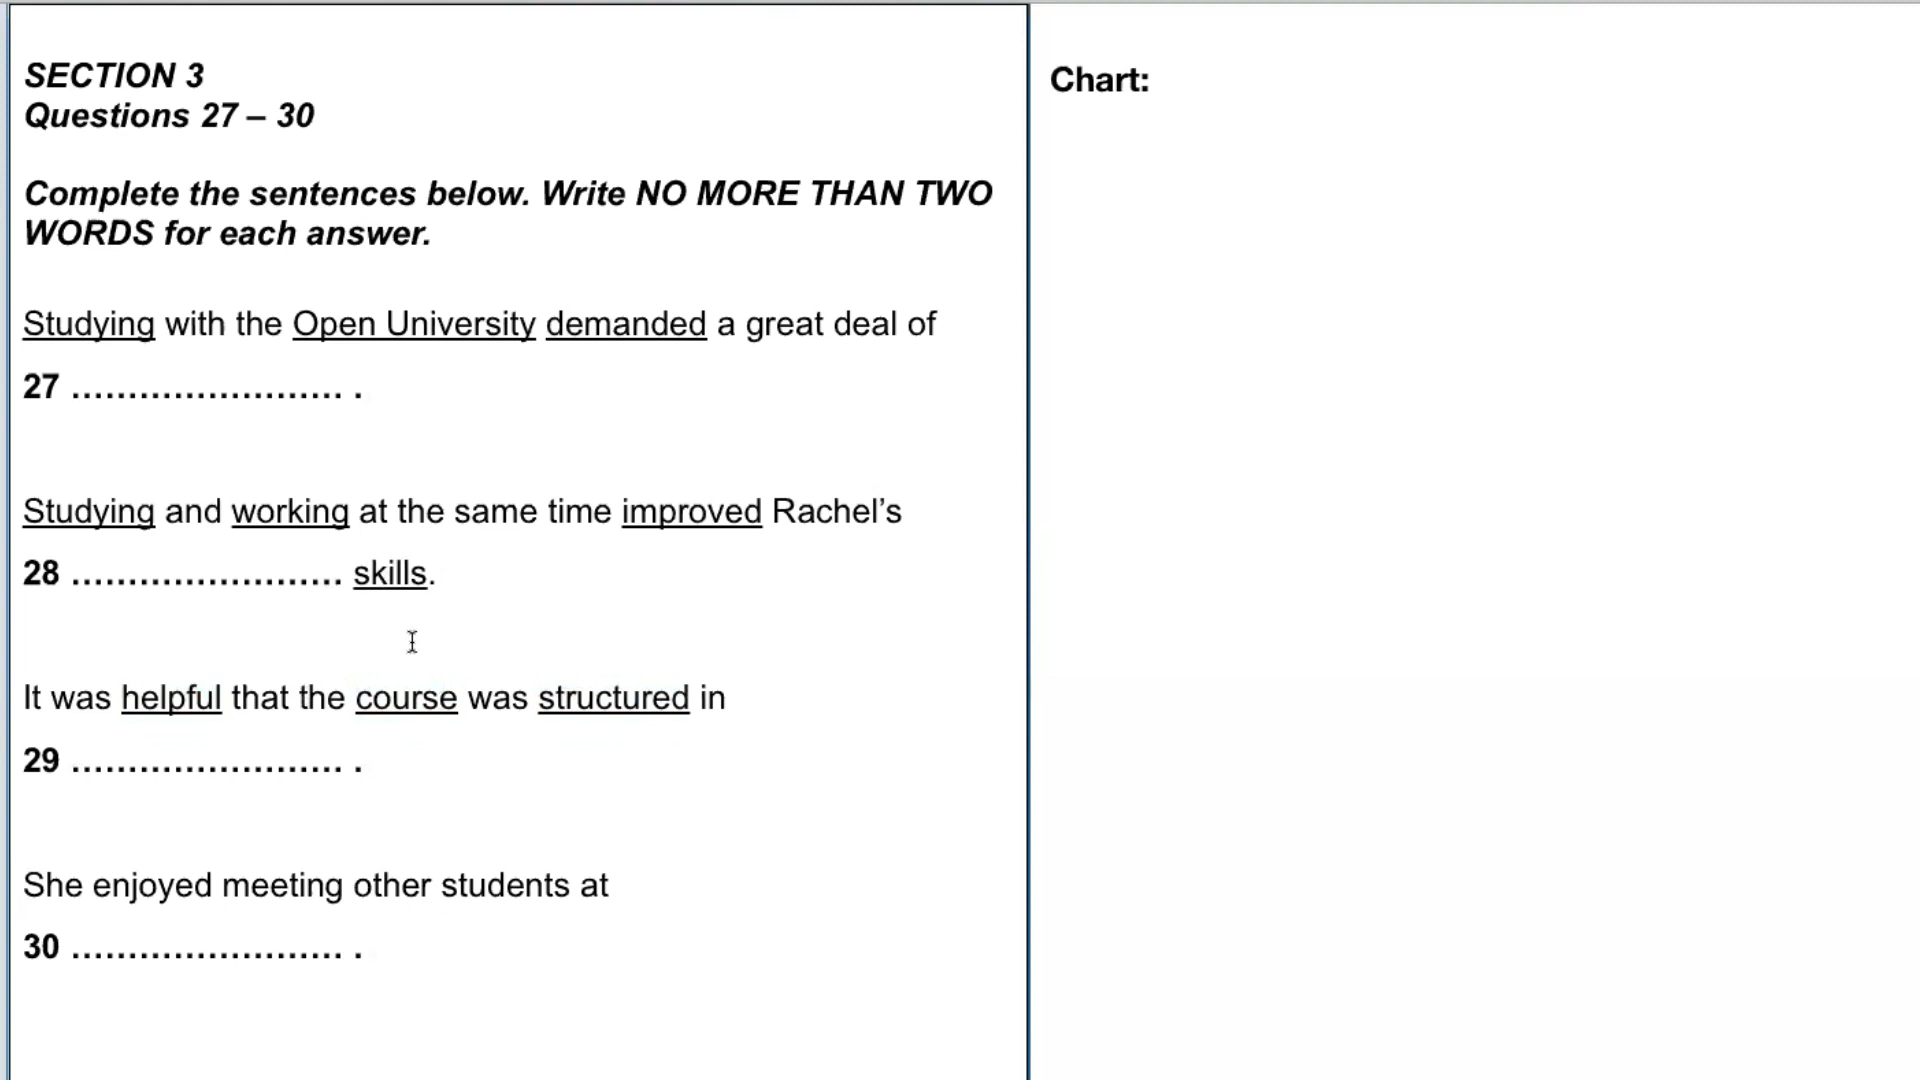 SECTION 3
Questions 27 – 30
Complete the sentences below. Write NO MORE THAN TWO
WORDS for each answer.
Studying with the Open University demanded a great deal of
27 ........................ .
Studying and working at the same time improved Rachel’s
28 ........................ skills.
It was helpful that the course was structured in
29 ........................ .
She enjoyed meeting other students at
30 ........................ .
Chart: